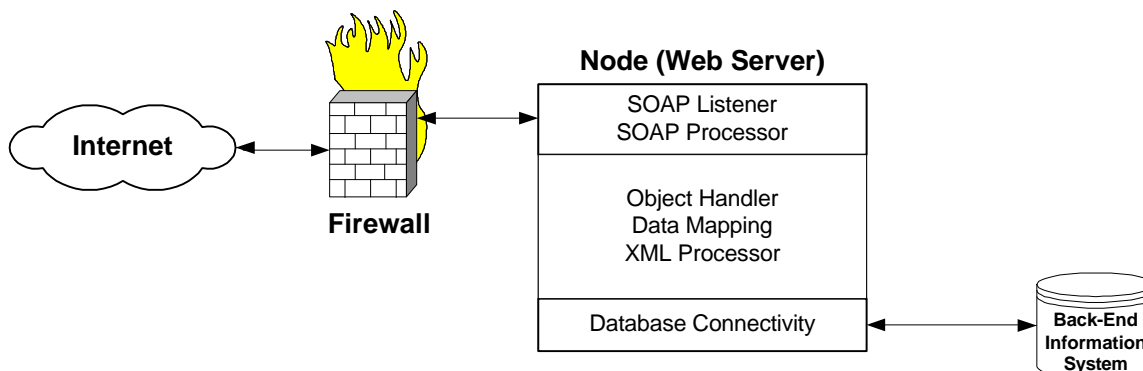 Node (Web Server)
SOAP Listener
SOAP Processor
Internet
Object Handler
Data Mapping
XML Processor
Firewall
Database Connectivity
Back-End
Information
System